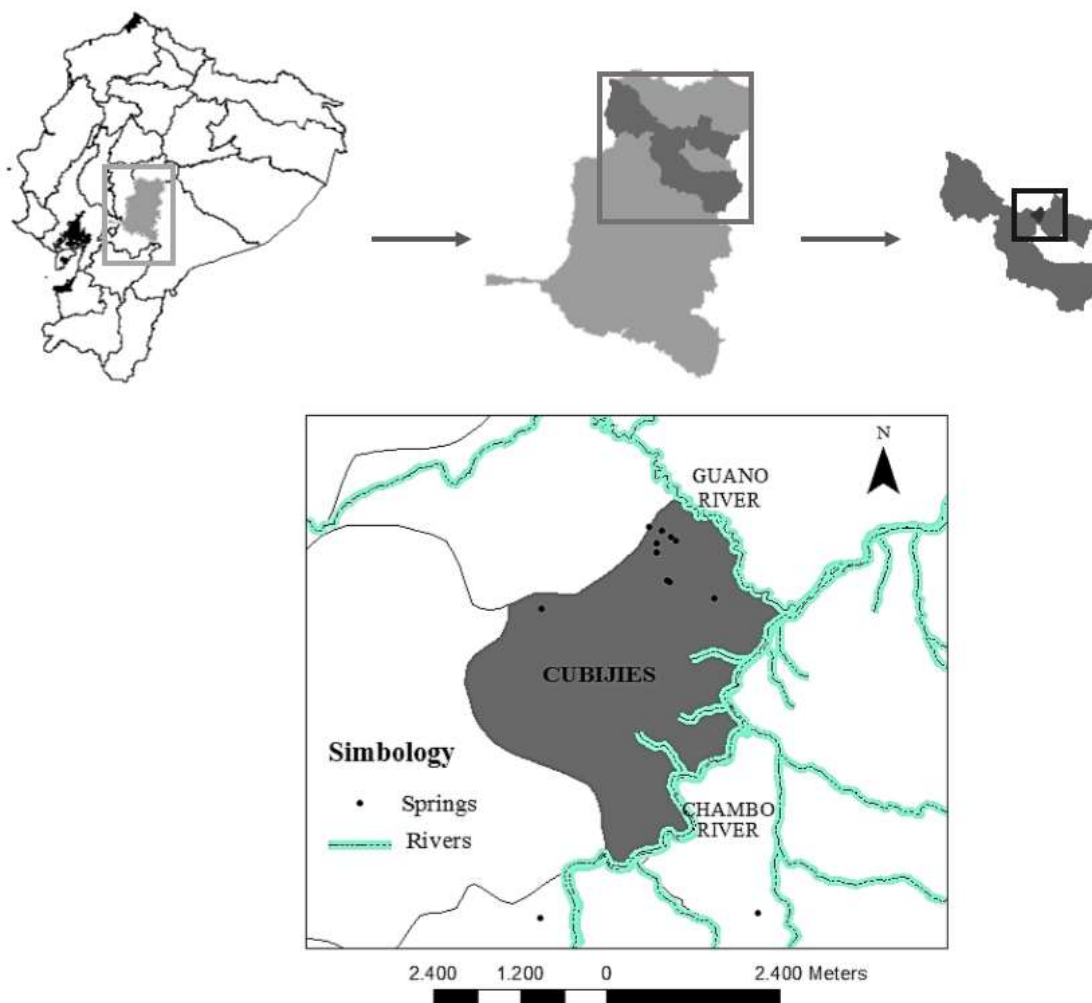 GUANO
RIVER
N
CUBIJIES
Simbology
Springs
Rivers
CHAMBO
RIVER
2.400 1.200 0 2.400 Meters